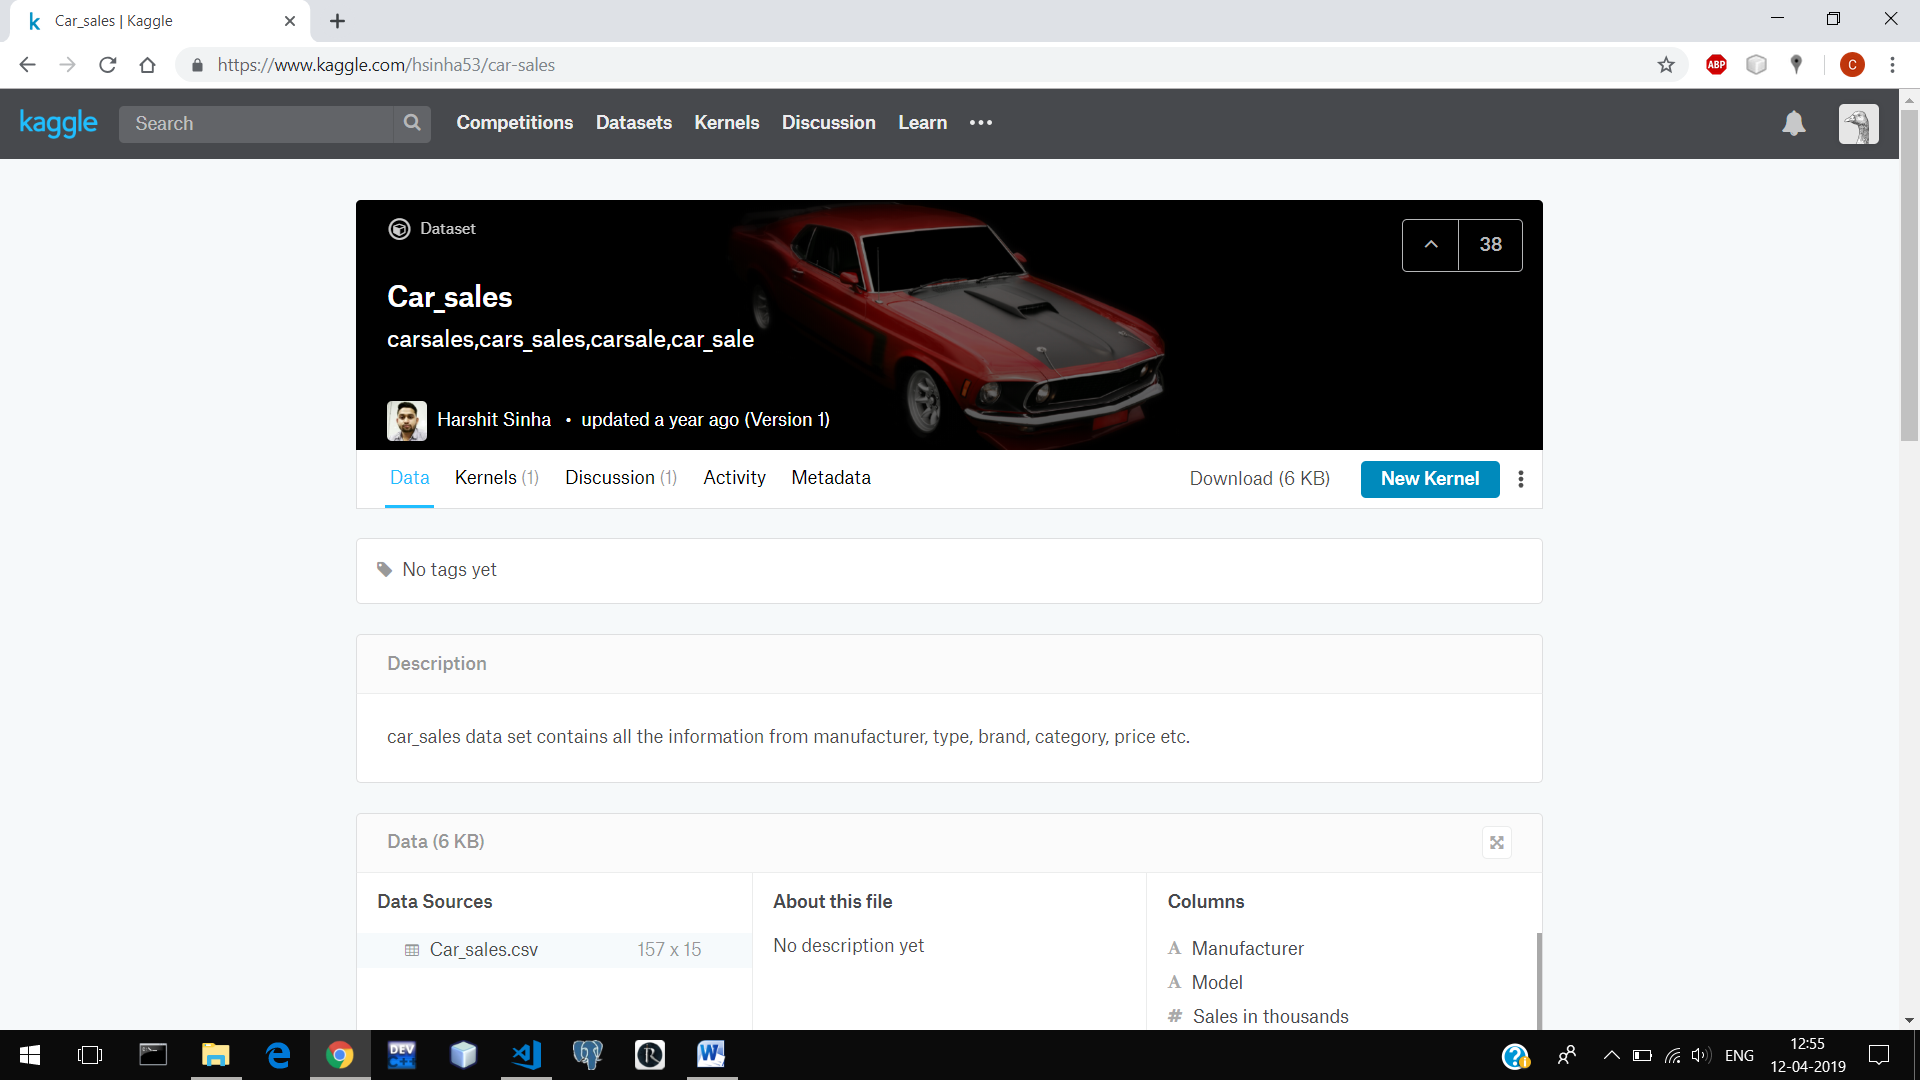 Car_sales | Kaggle
https://www.kaggle.com/hsinha53/car-sales
ABP
C
kaggle
Search
Competitions Datasets Kernels Discussion Learn
Dataset
38
Car_sales
carsales,cars_sales,carsale,car_sale
Harshit Sinha • updated a year ago (Version 1)
Data Kernels (1) Discussion (1) Activity Metadata Download (6 KB) New Kernel
No tags yet
Description
car_sales data set contains all the information from manufacturer, type, brand, category, price etc.
Data (6 KB)
Data Sources
Car_sales.csv 157 x 15
About this file
No description yet
Columns
A Manufacturer
A Model
# Sales in thousands
DEV
C++
R
W
ENG
12:55
12-04-2019